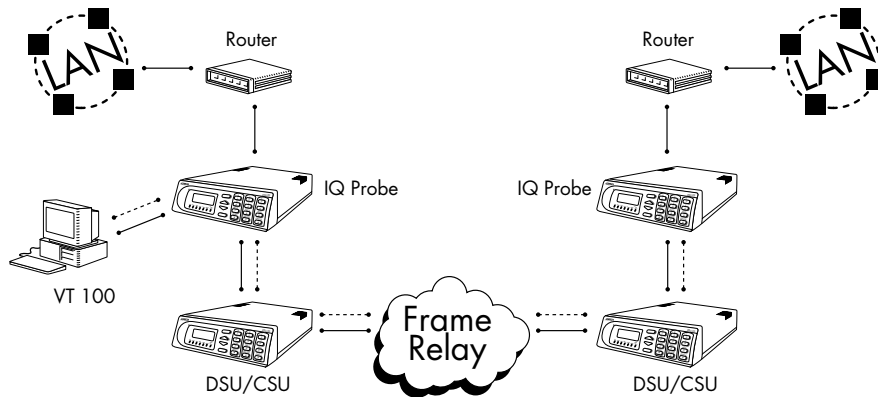 LAN
Router
Router
LAN
IQ Probe
IQ Probe
VT 100
Frame
Relay
DSU/CSU
DSU/CSU